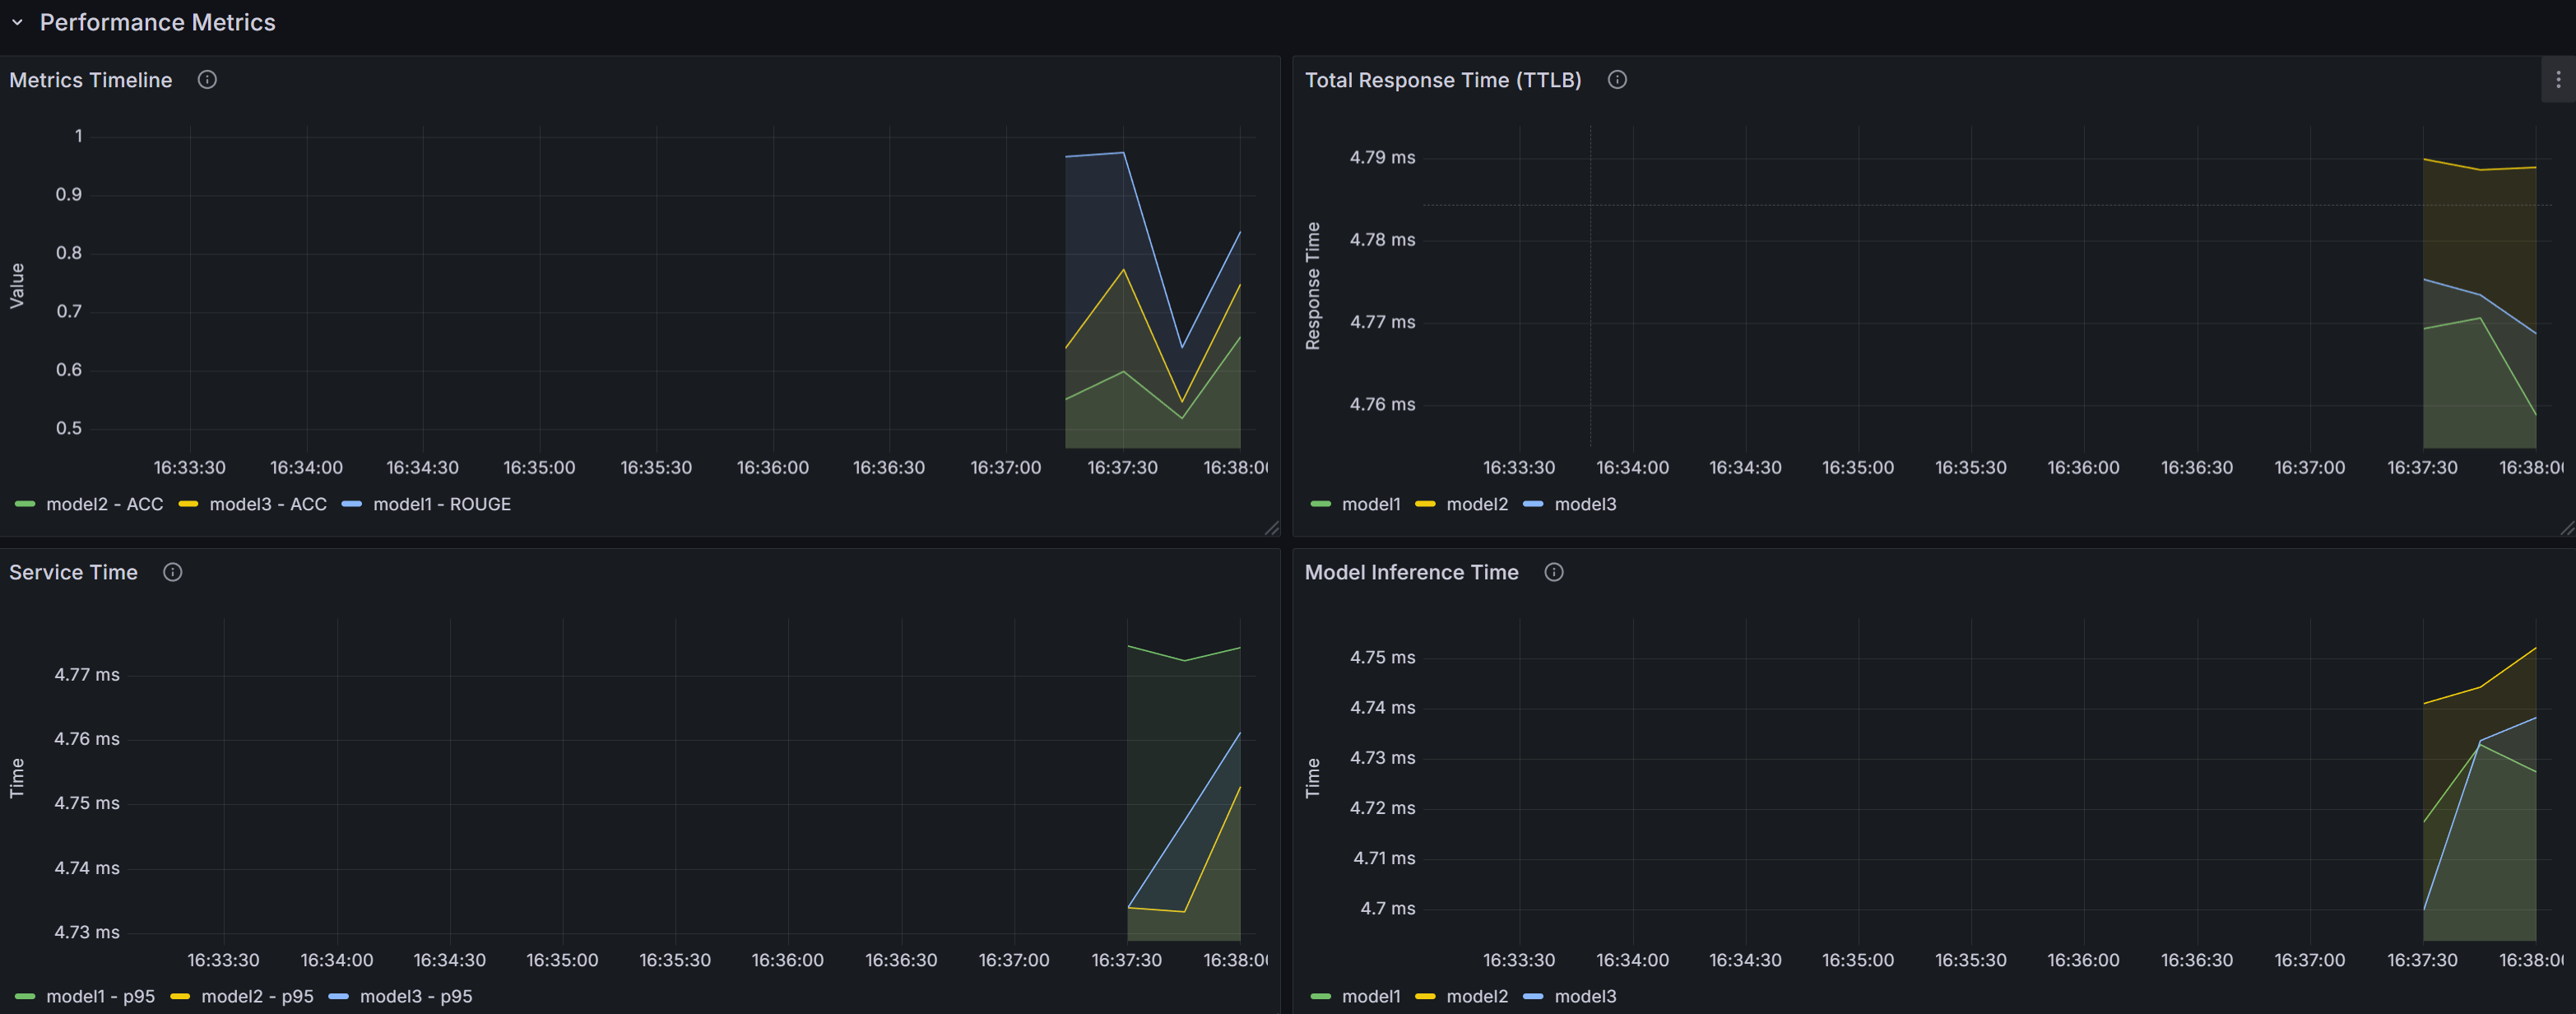 Performance Metrics
Metrics Timeline
Value
1
0.9
0.8
0.7
0.6
0.5
16:33:30 16:34:00 16:34:30 16:35:00 16:35:30 16:36:00 16:36:30 16:37:00 16:37:30 16:38:0
model2 - ACC model3 - ACC model1 - ROUGE
Total Response Time (TTLB)
Response Time
4.79 ms
4.78 ms
4.77 ms
4.76 ms
16:33:30 16:34:00 16:34:30 16:35:00 16:35:30 16:36:00 16:36:30 16:37:00 16:37:30 16:38:0
model1 model2 model3
Service Time
Time
4.77 ms
4.76 ms
4.75 ms
4.74 ms
4.73 ms
16:33:30 16:34:00 16:34:30 16:35:00 16:35:30 16:36:00 16:36:30 16:37:00 16:37:30 16:38:0
model1 - p95 model2 - p95 model3 - p95
Model Inference Time
Time
4.75 ms
4.74 ms
4.73 ms
4.72 ms
4.71 ms
4.7 ms
16:33:30 16:34:00 16:34:30 16:35:00 16:35:30 16:36:00 16:36:30 16:37:00 16:37:30 16:38:0
model1 model2 model3